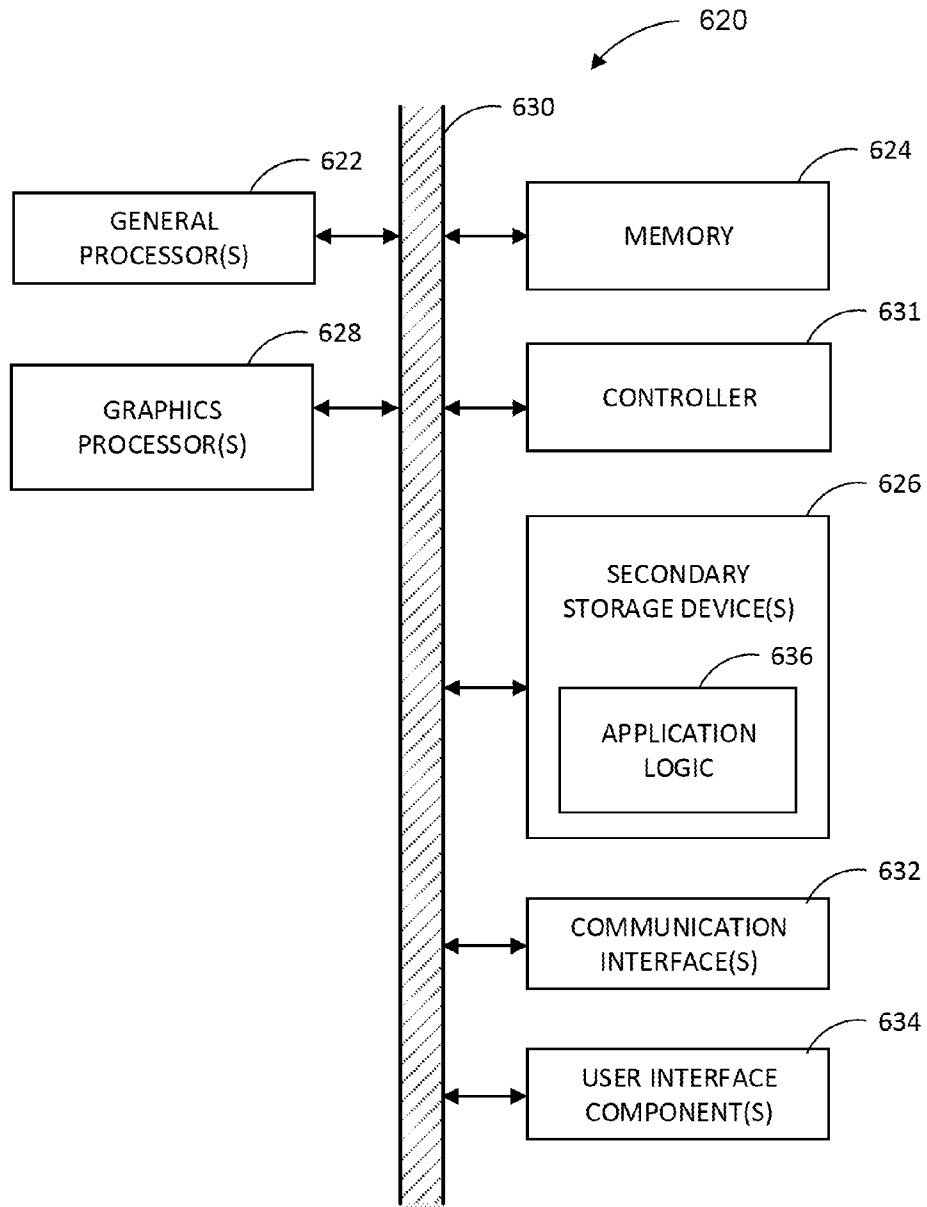 620
630
622
GENERAL
PROCESSOR(S)
624
MEMORY
628
GRAPHICS
PROCESSOR(S)
631
CONTROLLER
626
SECONDARY
STORAGE DEVICE(S)
636
APPLICATION
LOGIC
632
COMMUNICATION
INTERFACE(S)
634
USER INTERFACE
COMPONENT(S)